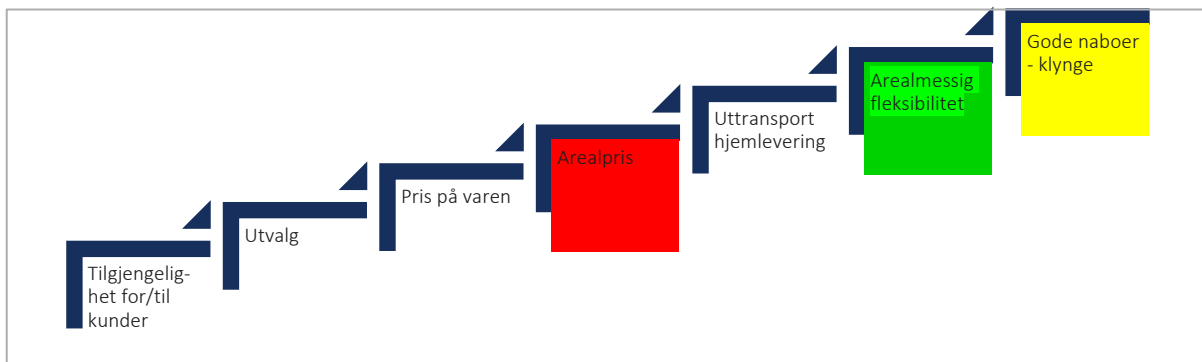 Tilgjengelig-
het for/til
kunder
Utvalg
Pris på varen
Arealpris
Uttransport
hjemlevering
Arealmessig
fleksibilitet
Gode naboer
- klynge